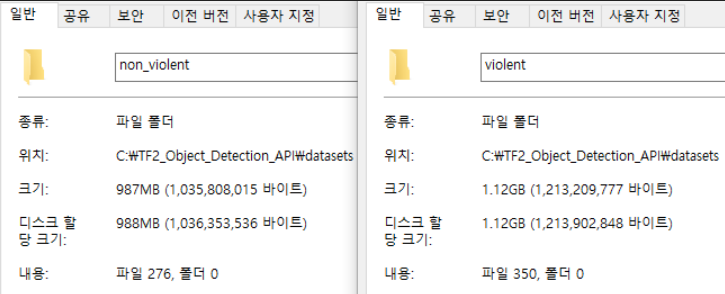 일반 공유 보안 이전 버전 사용자 지정
non_violent
종류: 파일 폴더
위치: C:₩TF2_Object_Detection_API₩datasets
크기: 987MB (1,035,808,015 바이트)
디스크 할 988MB (1,036,353,536 바이트)
당 크기:
내용: 파일 276, 폴더 0
일반 공유 보안 이전 버전 사용자 지정
violent
종류: 파일 폴더
위치: C:₩TF2_Object_Detection_API₩datasets
크기: 1.12GB (1,213,209,777 바이트)
디스크 할 1.12GB (1,213,902,848 바이트)
당 크기:
내용: 파일 350, 폴더 0